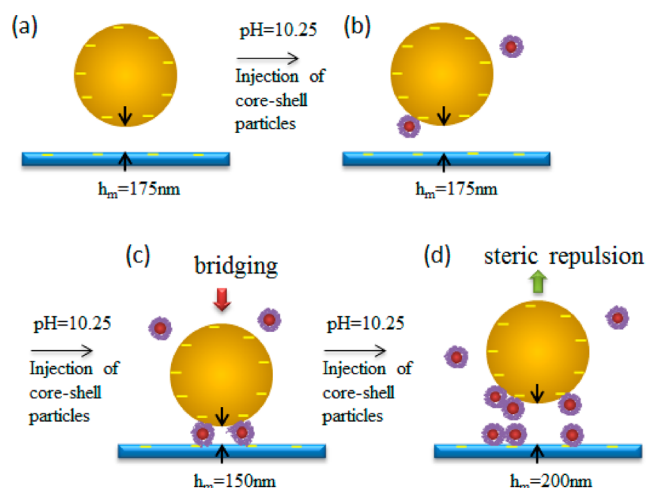 (a)
pH=10.25
Injection of
core-shell
particles
(b)
hm=175nm
hm=175nm
(c)
bridging
(d)
steric repulsion
pH=10.25
Injection of
core-shell
particles
pH=10.25
Injection of
core-shell
particles
hm=150nm
hm=200nm